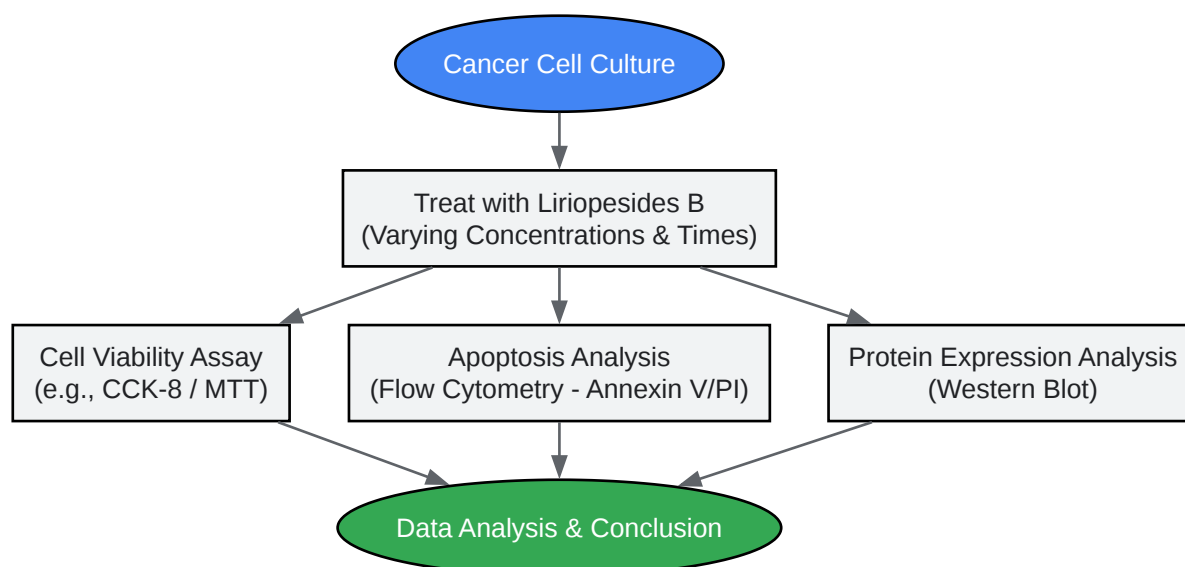 Cancer Cell Culture
Treat with Liriopesides B
(Varying Concentrations & Times)
Cell Viability Assay
(e.g., CCK-8 / MTT)
Apoptosis Analysis
(Flow Cytometry - Annexin V/PI)
Protein Expression Analysis
(Western Blot)
Data Analysis & Conclusion